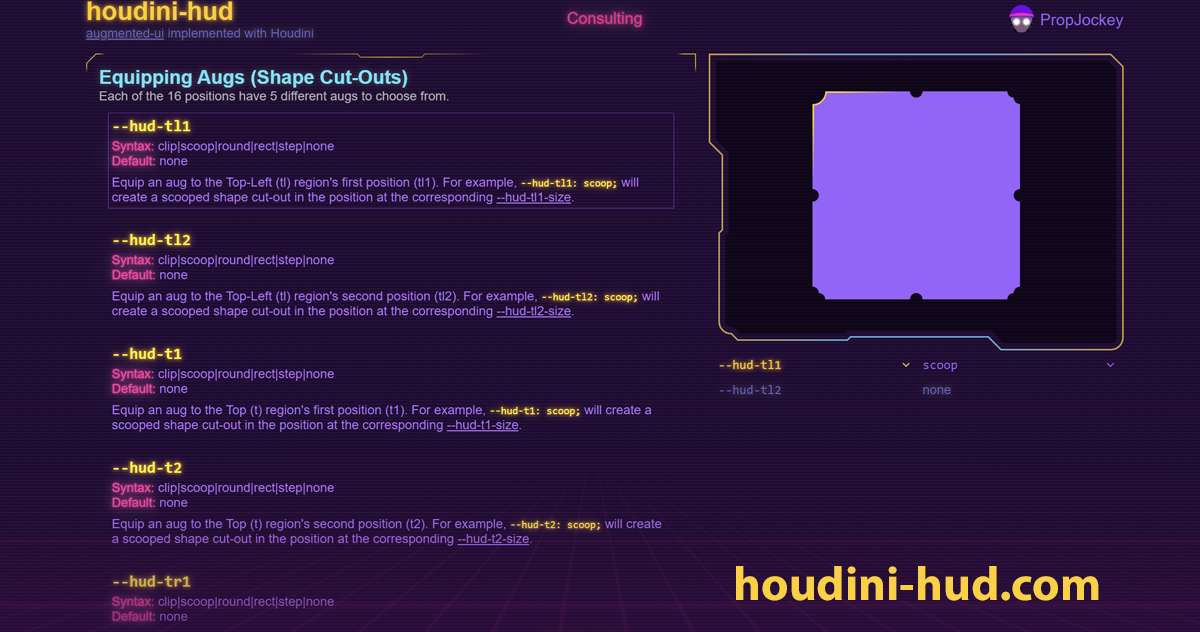 houdini-hud
augmented-ui implemented with Houdini
Consulting
PropJockey
Equipping Augs (Shape Cut-Outs)
Each of the 16 positions have 5 different augs to choose from.
--hud-tl1
Syntax: clip|scoop|round|rect|step|none
Default: none
Equip an aug to the Top-Left (tl) region's first position (tl1). For example, --hud-tl1: scoop; will
create a scooped shape cut-out in the position at the corresponding --hud-tl1-size.
--hud-tl2
Syntax: clip|scoop|round|rect|step|none
Default: none
Equip an aug to the Top-Left (tl) region's second position (tl2). For example, --hud-tl2: scoop; will
create a scooped shape cut-out in the position at the corresponding --hud-tl2-size.
--hud-t1
Syntax: clip|scoop|round|rect|step|none
Default: none
Equip an aug to the Top (t) region's first position (t1). For example, --hud-t1: scoop; will create a
scooped shape cut-out in the position at the corresponding --hud-t1-size.
--hud-t2
Syntax: clip|scoop|round|rect|step|none
Default: none
Equip an aug to the Top (t) region's second position (t2). For example, --hud-t2: scoop; will create
a scooped shape cut-out in the position at the corresponding --hud-t2-size.
--hud-tr1
Syntax: clip|scoop|round|rect|step|none
Default: none
--hud-tl1 scoop
--hud-tl2 none
houdini-hud.com